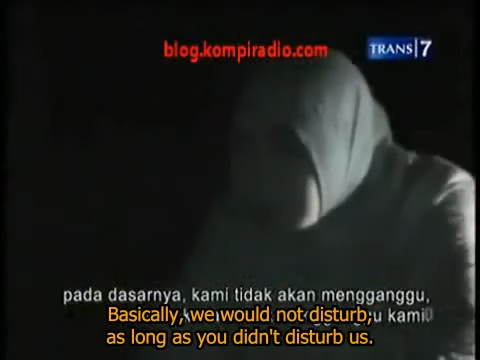 blog.kompiradio.com
TRANS|7
pada dasarnya, kami tidak akan mengganggu,
kami
Basically, we would not disturb,
as long as you didn't disturb us.